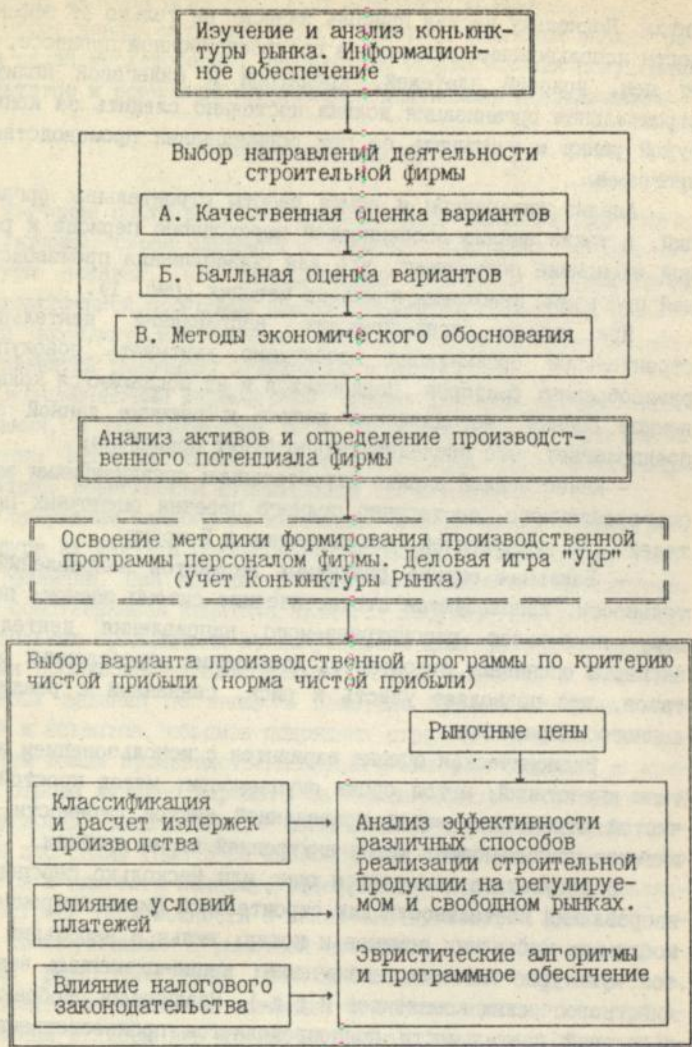 Изучение и анализ коньюнк-
туры рынка. Информацион-
ное обеспечение
Выбор направлений деятельности
строительной фирмы
А. Качественная оценка вариантов
Б. Балльная оценка вариантов
В. Методы экономического обоснования
Анализ активов и определение производст-
венного потенциала фирмы
Освоение методики формирования производственной
программы персоналом фирмы. Деловая игра "УКР"
(Учет Коньюнктуры Рынка)
Выбор варианта производственной программы по критерию
чистой прибыли (норма чистой прибыли)
Рыночные цены
Классификация
и расчет издержек
производства
Влияние условий
платежей
Влияние налогового
законодательства
Анализ эффективности
различных способов
реализации строительной
продукции на регулируе-
мом и свободном рынках.
Эвристические алгоритмы
и программное обеспчение